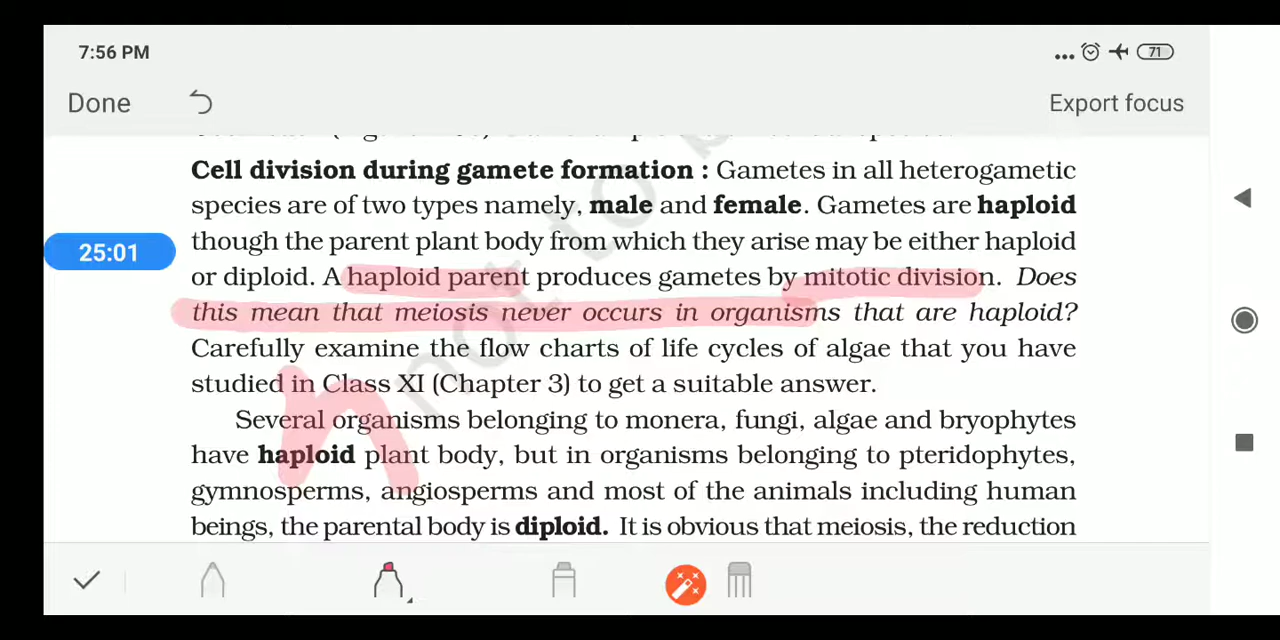 7:56 PM
71
Done
Export focus
Cell division during gamete formation : Gametes in all heterogametic
species are of two types namely, male and female. Gametes are haploid
though the parent plant body from which they arise may be either haploid
25:01
or diploid. A haploid parent produces gametes by mitotic division. Does
this mean that meiosis never occurs in organisms that are haploid?
Carefully examine the flow charts of life cycles of algae that you have
studied in Class XI (Chapter 3) to get a suitable answer.
n
not to b
Several organisms belonging to monera, fungi, algae and bryophytes
have haploid plant body, but in organisms belonging to pteridophytes,
gymnosperms, angiosperms and most of the animals including human
beings, the parental body is diploid. It is obvious that meiosis, the reduction